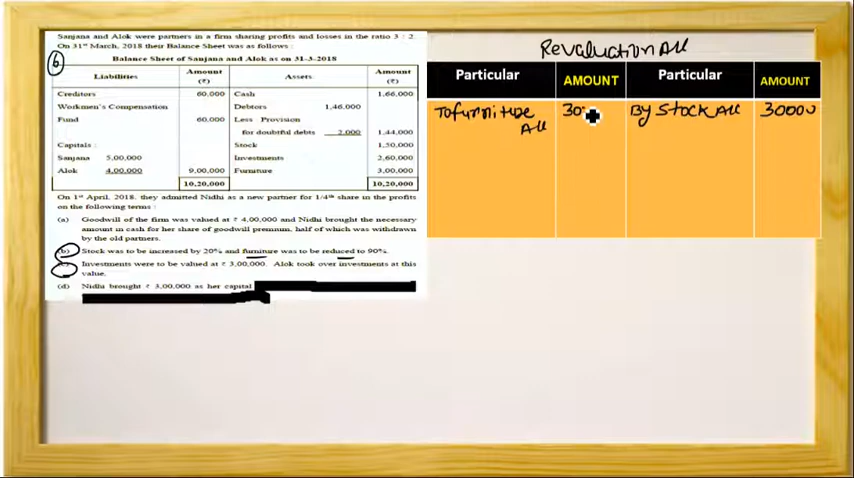 Sanjana and Alok were partners in a firm sharing profits and losses in the ratio 3 : 2.
On 31st March, 2018 their Balance Sheet was as follows :
6
Balance Sheet of Sanjana and Alok as on 31-3-2018
Liabilities Amount (₹) Assets Amount (₹)
Creditors 60,000 Cash 1,66,000
Workmen's Compensation Debtors 1,46,000
Fund 60,000 Less Provision
for doubtful debts 2,000 1,44,000
Capitals : Stock 1,50,000
Sanjana 5,00,000 Investments 2,60,000
Alok 4,00,000 9,00,000 Furniture 3,00,000
10,20,000 10,20,000
On 1st April, 2018, they admitted Nidhi as a new partner for 1/4th share in the profits
on the following terms :
(a) Goodwill of the firm was valued at ₹ 4,00,000 and Nidhi brought the necessary
amount in cash for her share of goodwill premium, half of which was withdrawn
by the old partners.
(b) Stock was to be increased by 20% and furniture was to be reduced to 90%.
Investments were to be valued at ₹ 3,00,000. Alok took over investments at this
value.
(d) Nidhi brought ₹ 3,00,000 as her capital
Revaluation A/c
Particular AMOUNT Particular AMOUNT
To furniture 30 By Stock A/c 30000
A/c